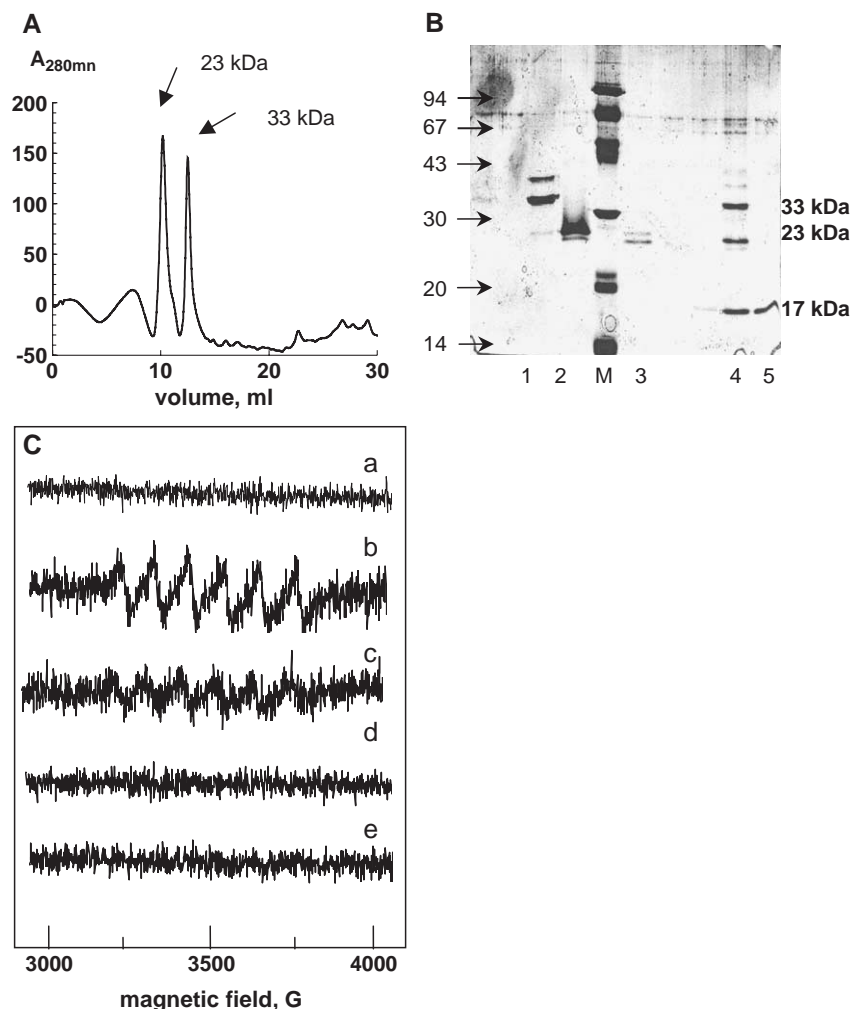 A
A280mn
23 kDa
33 kDa
200
150
100
50
0
-50
0 10 20 30
volume, ml
B
94
67
43
30
20
14
33 kDa
23 kDa
17 kDa
1 2 M 3 4 5
C
a
b
c
d
e
3000 3500 4000
magnetic field, G